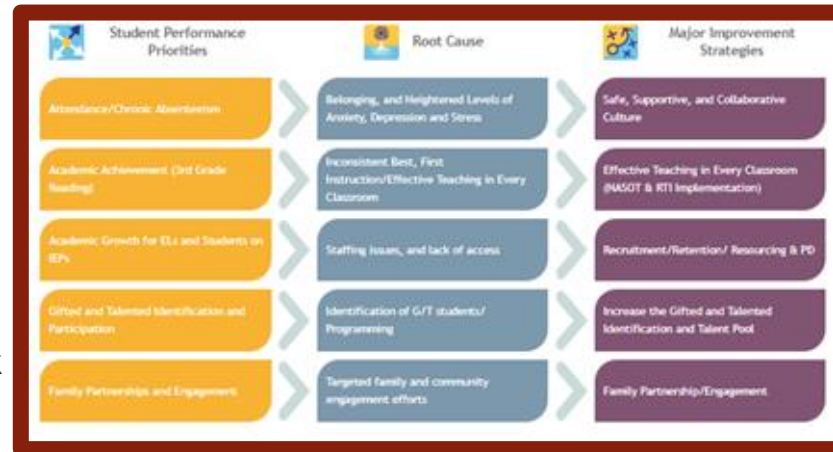 Student Performance
Priorities
Root Cause
Major Improvement
Strategies
Attendance/Chronic Absenteeism
Belonging, and Heightened Levels of
Anxiety, Depression and Stress
Safe, Supportive, and Collaborative
Culture
Academic Achievement (3rd Grade
Reading)
Inconsistent Best, First
Instruction/Effective Teaching in Every
Classroom
Effective Teaching in Every Classroom
(NASOT & RTI Implementation)
Academic Growth for ELs and Students on
IEPs
Staffing issues, and lack of access
Recruitment/Retention/ Resourcing & PD
Gifted and Talented Identification and
Participation
Identification of G/T students/
Programming
Increase the Gifted and Talented
Identification and Talent Pool
Family Partnerships and Engagement
Targeted family and community
engagement efforts
Family Partnership/Engagement